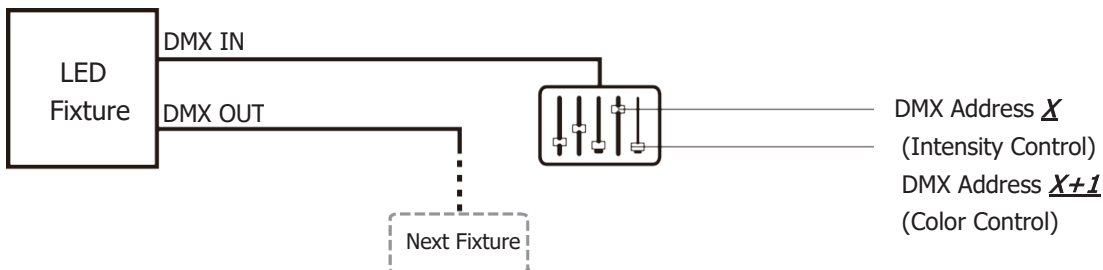 DMX IN
LED
Fixture
DMX OUT
DMX Address X
(Intensity Control)
DMX Address X+1
(Color Control)
Next Fixture